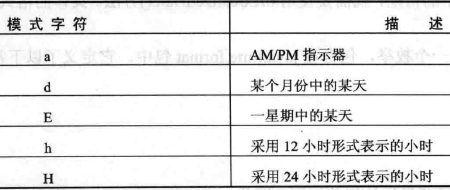 模式字符 描述
a AM/PM 指示器
d 某个月份中的某天
E 一星期中的某天
h 采用 12 小时形式表示的小时
H 采用 24 小时形式表示的小时